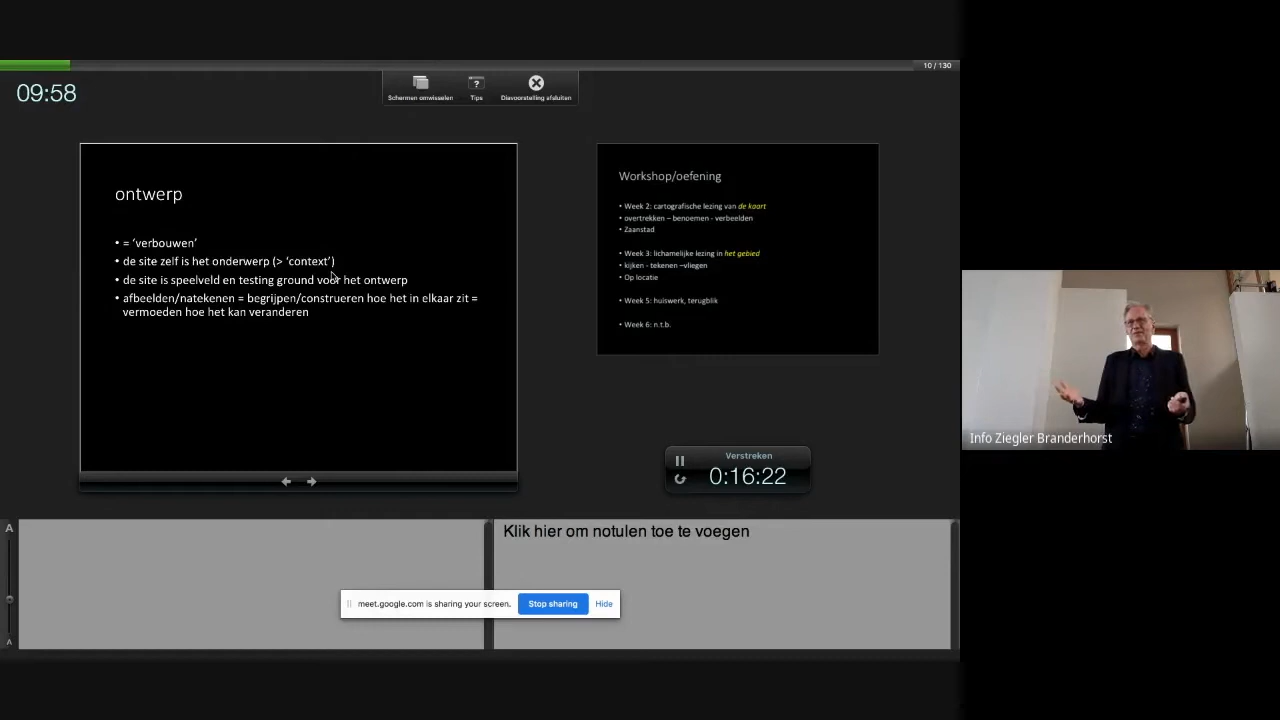 10 / 130
09:58
Schermen omwisselen
Tips
Diavoorstelling afsluiten
ontwerp
• = ‘verbouwen’
• de site zelf is het onderwerp (> ‘context’)
• de site is speelveld en testing ground voor het ontwerp
• afbeelden/natekenen = begrijpen/construeren hoe het in elkaar zit =
vermoeden hoe het kan veranderen
Workshop/oefening
• Week 2: cartografische lezing van de kaart
• overtrekken – benoemen - verbeelden
• Zaanstad
• Week 3: lichamelijke lezing in het gebied
• kijken - tekenen –vliegen
• Op locatie
• Week 5: huiswerk, terugblik
• Week 6: n.t.b.
Info Ziegler Branderhorst
Verstreken
0:16:22
A
A
Klik hier om notulen toe te voegen
meet.google.com is sharing your screen.
Stop sharing
Hide